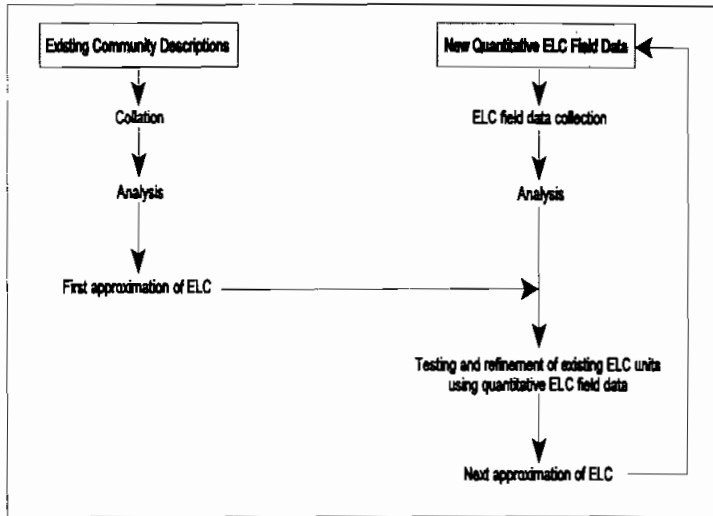 Existing Community Descriptions
New Quantitative ELC Field Data
Collation
ELC field data collection
Analysis
Analysis
First approximation of ELC
Testing and refinement of existing ELC units
using quantitative ELC field data
Next approximation of ELC